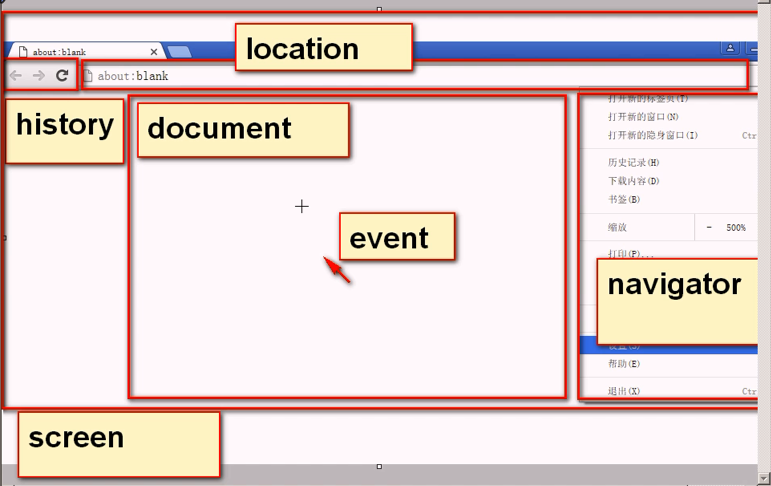 about:blank
location
about:blank
history
document
event
打开新的标签页(T)
打开新的窗口(N)
打开新的隐身窗口(I) Ctr
历史记录(H)
下载内容(D)
书签(B)
缩放 - 500%
打印(P)...
navigator
设置(S)
帮助(E)
退出(X) Ctr
screen